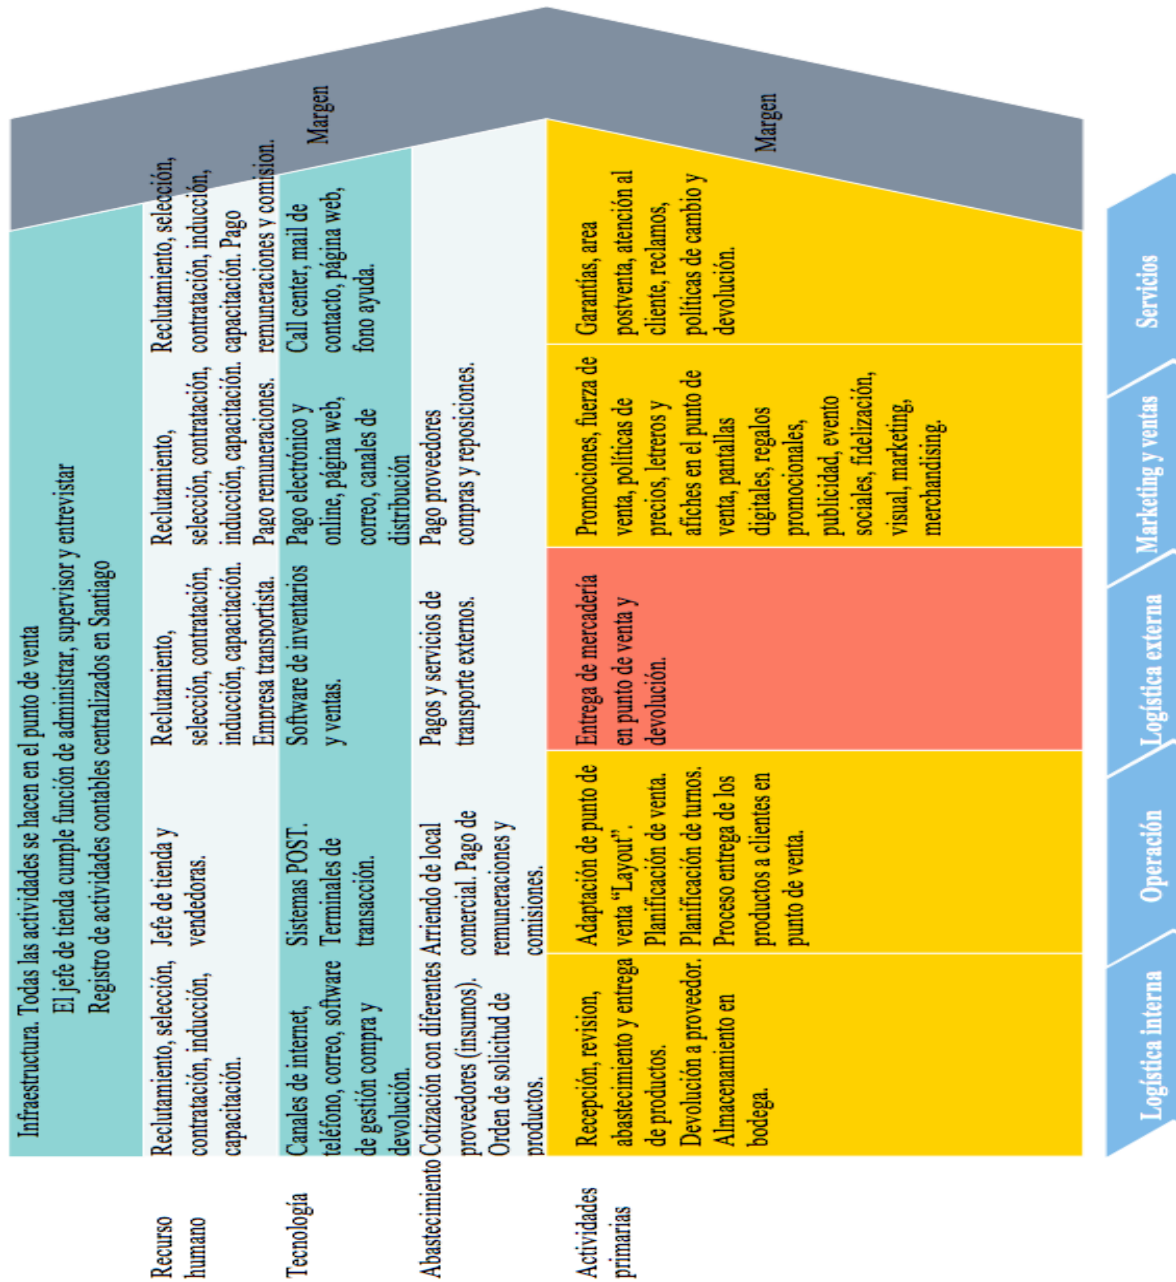 Infraestructura. Todas las actividades se hacen en el punto de venta
El jefe de tienda cumple función de administrar, supervisor y entrevistar
Registro de actividades contables centralizados en Santiago
Recurso
humano
Reclutamiento, selección,
contratación, inducción,
capacitación.
Jefe de tienda y
vendedoras.
Reclutamiento,
selección, contratación,
inducción, capacitación.
Empresa transportista.
Reclutamiento,
selección, contratación,
inducción, capacitación.
Pago remuneraciones.
Reclutamiento, selección,
contratación, inducción,
capacitación. Pago
remuneraciones y comision.
Tecnología
Canales de internet,
teléfono, correo, software
de gestión compra y
devolución.
Sistemas POST.
Terminales de
transacción.
Software de inventarios
y ventas.
Pago electrónico y
online, página web,
correo, canales de
distribución
Call center, mail de
contacto, página web,
fono ayuda.
Margen
Abastecimiento
Cotización con diferentes
proveedores (insumos).
Orden de solicitud de
productos.
Arriendo de local
comercial. Pago de
remuneraciones y
comisiones.
Pagos y servicios de
transporte externos.
Pago proveedores
compras y reposiciones.
Actividades
primarias
Recepción, revision,
abastecimiento y entrega
de productos.
Devolución a proveedor.
Almacenamiento en
bodega.
Adaptación de punto de
venta “Layout”.
Planificación de venta.
Planificación de turnos.
Proceso entrega de los
productos a clientes en
punto de venta.
Entrega de mercadería
en punto de venta y
devolución.
Promociones, fuerza de
venta, políticas de
precios, letreros y
afiches en el punto de
venta, pantallas
digitales, regalos
promocionales,
publicidad, evento
sociales, fidelización,
visual, marketing,
merchandising,
Garantías, area
postventa, atención al
cliente, reclamos,
políticas de cambio y
devolución.
Margen
Logística interna
Operación
Logística externa
Marketing y ventas
Servicios